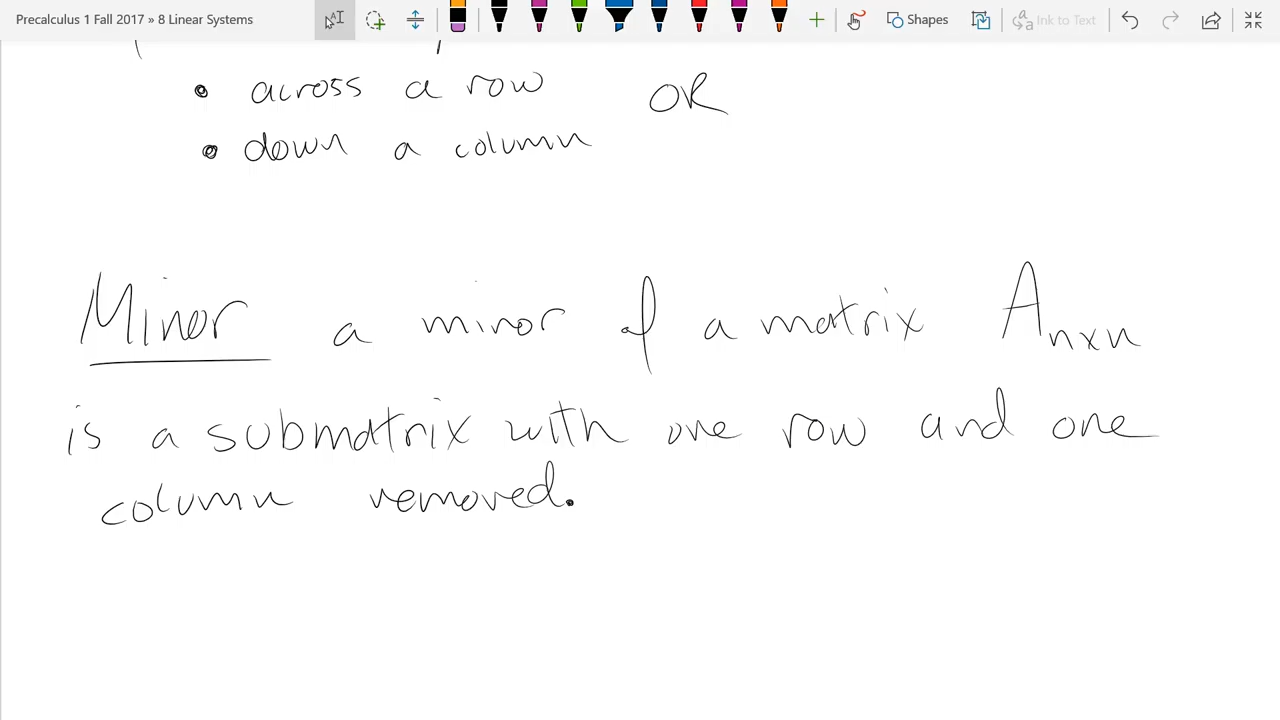 Precalculus 1 Fall 2017 » 8 Linear Systems Shapes Ink to Text
• across a row OR
• down a column
Minor a minor of a matrix Anxn
is a submatrix with one row and one
column removed.